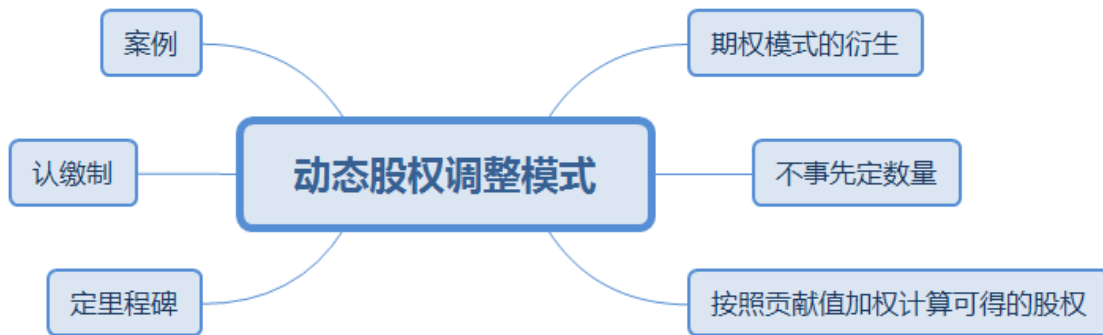 案例
期权模式的衍生
认缴制
动态股权调整模式
不事先定数量
定里程碑
按照贡献值加权计算可得的股权